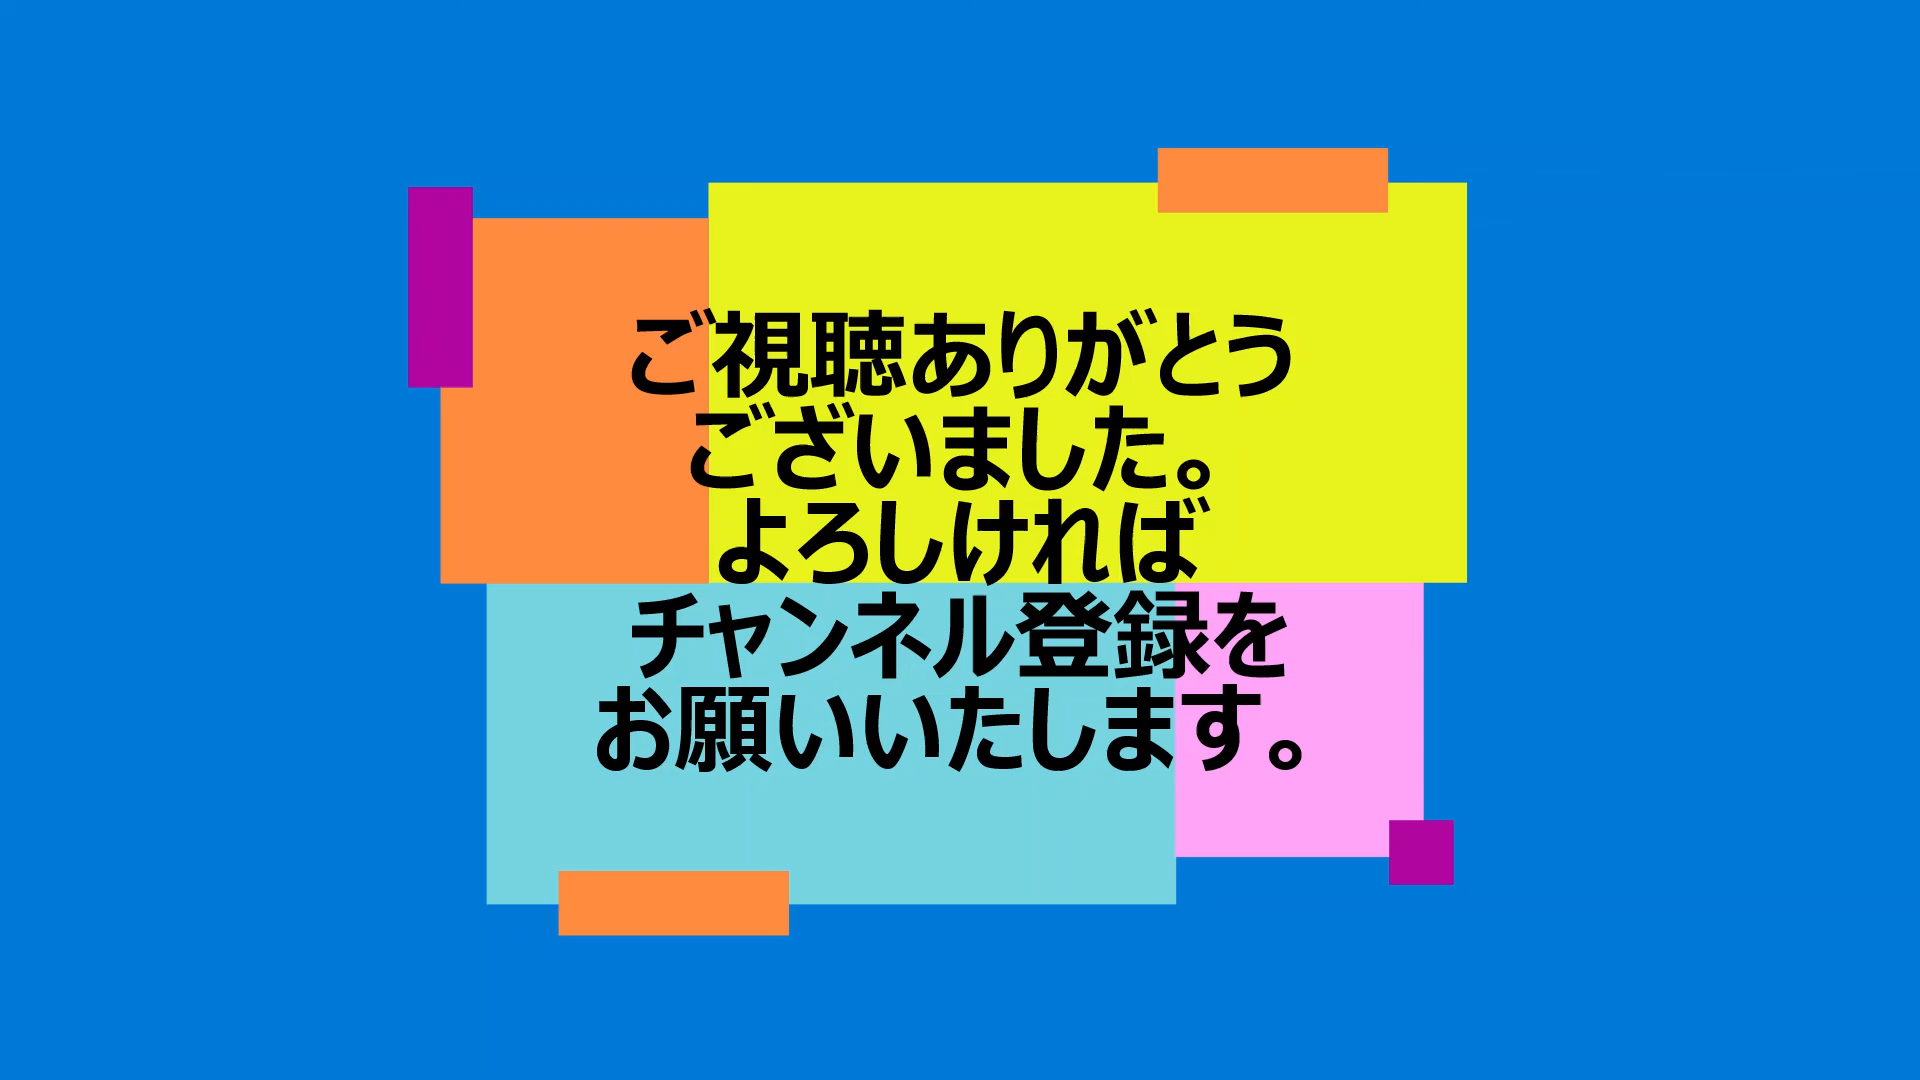 ご視聴ありがとう
ございました。
よろしければ
チャンネル登録を
お願いいたします。